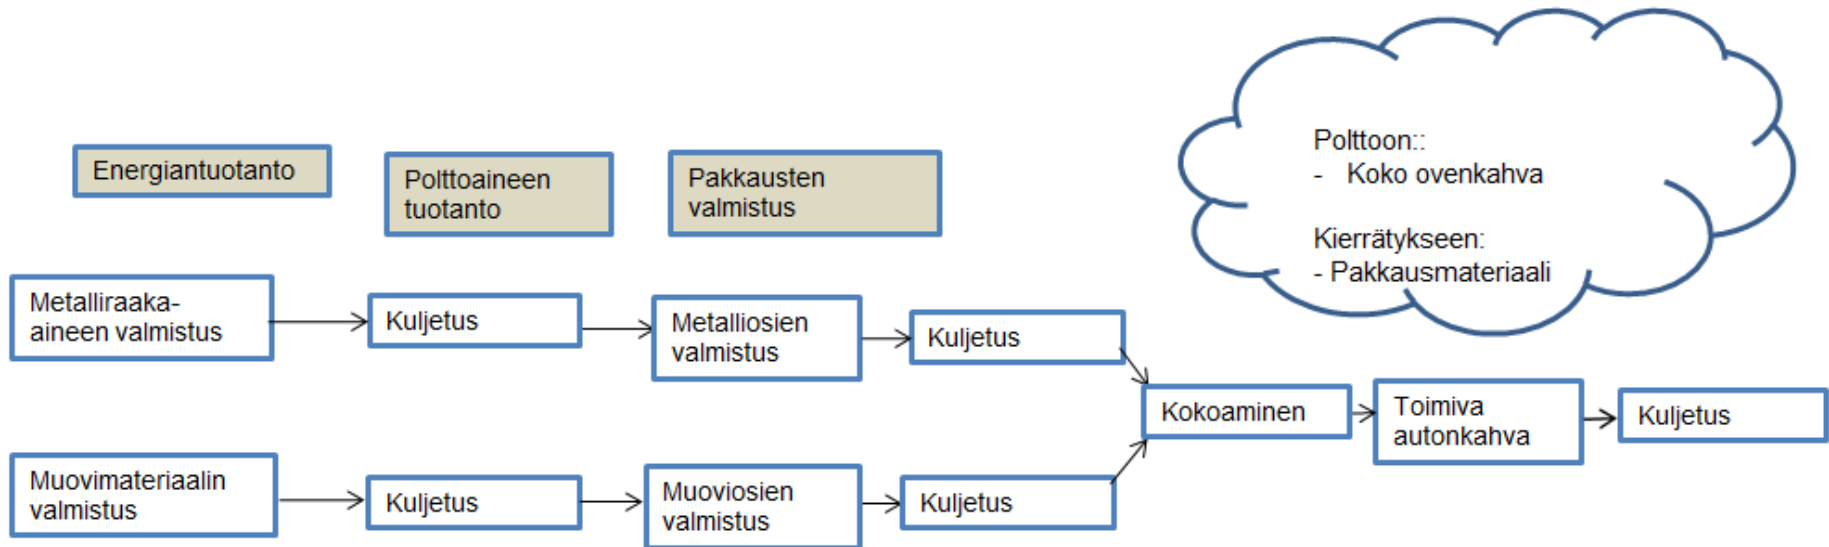 Energiantuotanto
Polttoaineen
tuotanto
Pakkausten
valmistus
Polttoon::
- Koko ovenkahva
Kierrätykseen:
- Pakkausmateriaali
Metalliraaka-
aineen valmistus
Kuljetus
Metalliosien
valmistus
Kuljetus
Kokoaminen
Toimiva
autonkahva
Kuljetus
Muovimateriaalin
valmistus
Kuljetus
Muoviosien
valmistus
Kuljetus